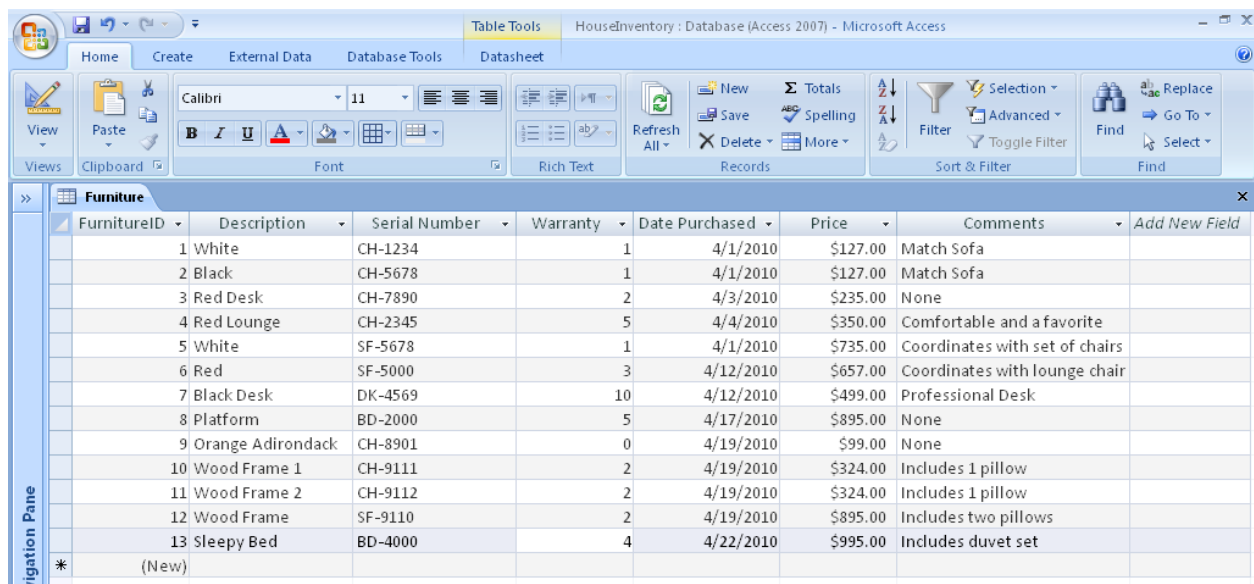 Table Tools HouseInventory : Database (Access 2007) - Microsoft Access
Home Create External Data Database Tools Datasheet
View
Views
Paste
Clipboard
Calibri 11
B I U A
Font
ab
Rich Text
Refresh
All
New Σ Totals
Save ABC Spelling
Delete More
Records
Filter
Selection
Advanced
Toggle Filter
Sort & Filter
Find
Replace
Go To
Select
Find
Furniture
FurnitureID Description Serial Number Warranty Date Purchased Price Comments Add New Field
1 White CH-1234 1 4/1/2010 $127.00 Match Sofa
2 Black CH-5678 1 4/1/2010 $127.00 Match Sofa
3 Red Desk CH-7890 2 4/3/2010 $235.00 None
4 Red Lounge CH-2345 5 4/4/2010 $350.00 Comfortable and a favorite
5 White SF-5678 1 4/1/2010 $735.00 Coordinates with set of chairs
6 Red SF-5000 3 4/12/2010 $657.00 Coordinates with lounge chair
7 Black Desk DK-4569 10 4/12/2010 $499.00 Professional Desk
8 Platform BD-2000 5 4/17/2010 $895.00 None
9 Orange Adirondack CH-8901 0 4/19/2010 $99.00 None
10 Wood Frame 1 CH-9111 2 4/19/2010 $324.00 Includes 1 pillow
11 Wood Frame 2 CH-9112 2 4/19/2010 $324.00 Includes 1 pillow
12 Wood Frame SF-9110 2 4/19/2010 $895.00 Includes two pillows
13 Sleepy Bed BD-4000 4 4/22/2010 $995.00 Includes duvet set
(New)
vigation Pane